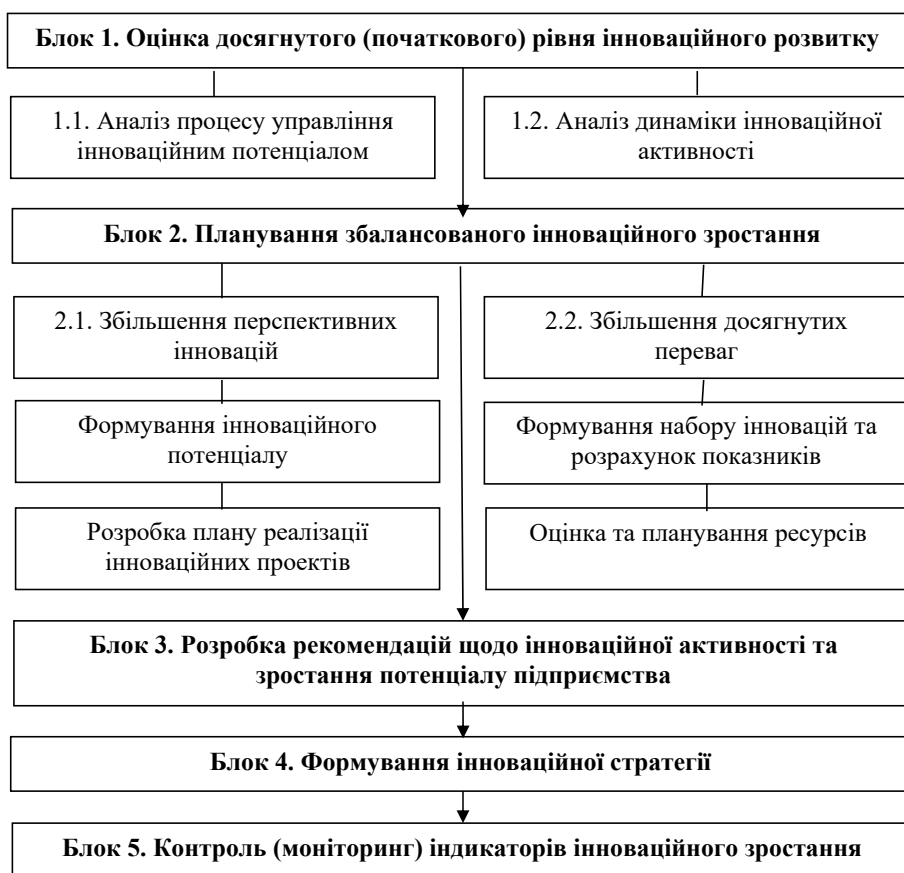 Блок 1. Оцінка досягнутого (початкового) рівня інноваційного розвитку
1.1. Аналіз процесу управління
інноваційним потенціалом
1.2. Аналіз динаміки інноваційної
активності
Блок 2. Планування збалансованого інноваційного зростання
2.1. Збільшення перспективних
інновацій
2.2. Збільшення досягнутих
переваг
Формування інноваційного
потенціалу
Формування набору інновацій та
розрахунок показників
Розробка плану реалізації
інноваційних проектів
Оцінка та планування ресурсів
Блок 3. Розробка рекомендацій щодо інноваційної активності та
зростання потенціалу підприємства
Блок 4. Формування інноваційної стратегії
Блок 5. Контроль (моніторинг) індикаторів інноваційного зростання